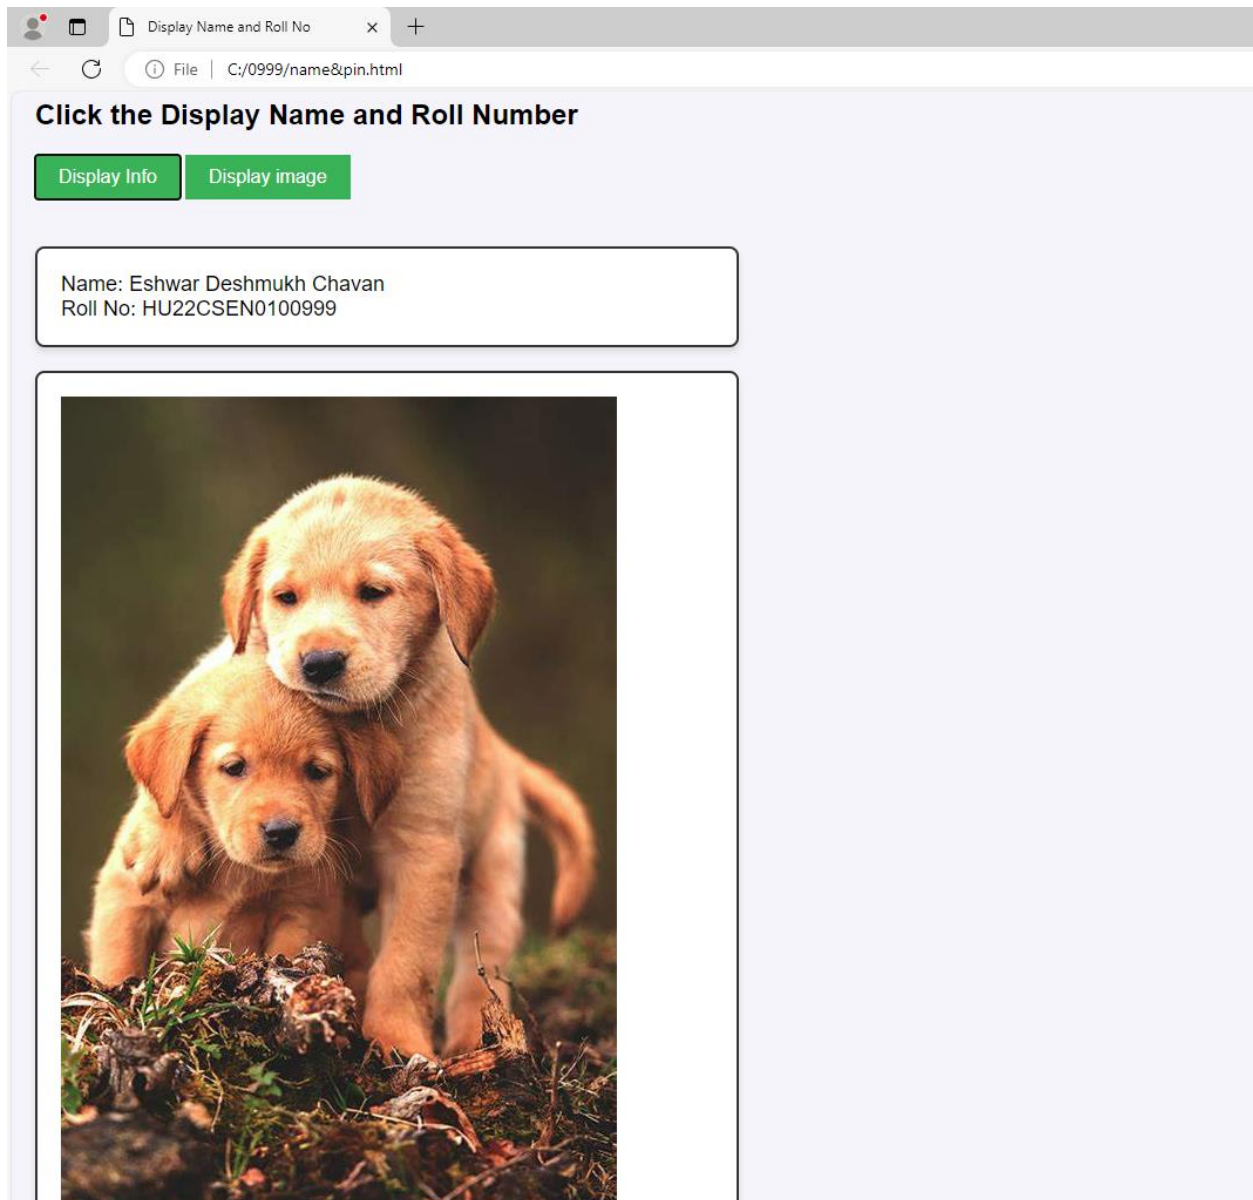 Display Name and Roll No
File | C:/0999/name&pin.html
Click the Display Name and Roll Number
Display Info
Display image
Name: Eshwar Deshmukh Chavan
Roll No: HU22CSEN0100999